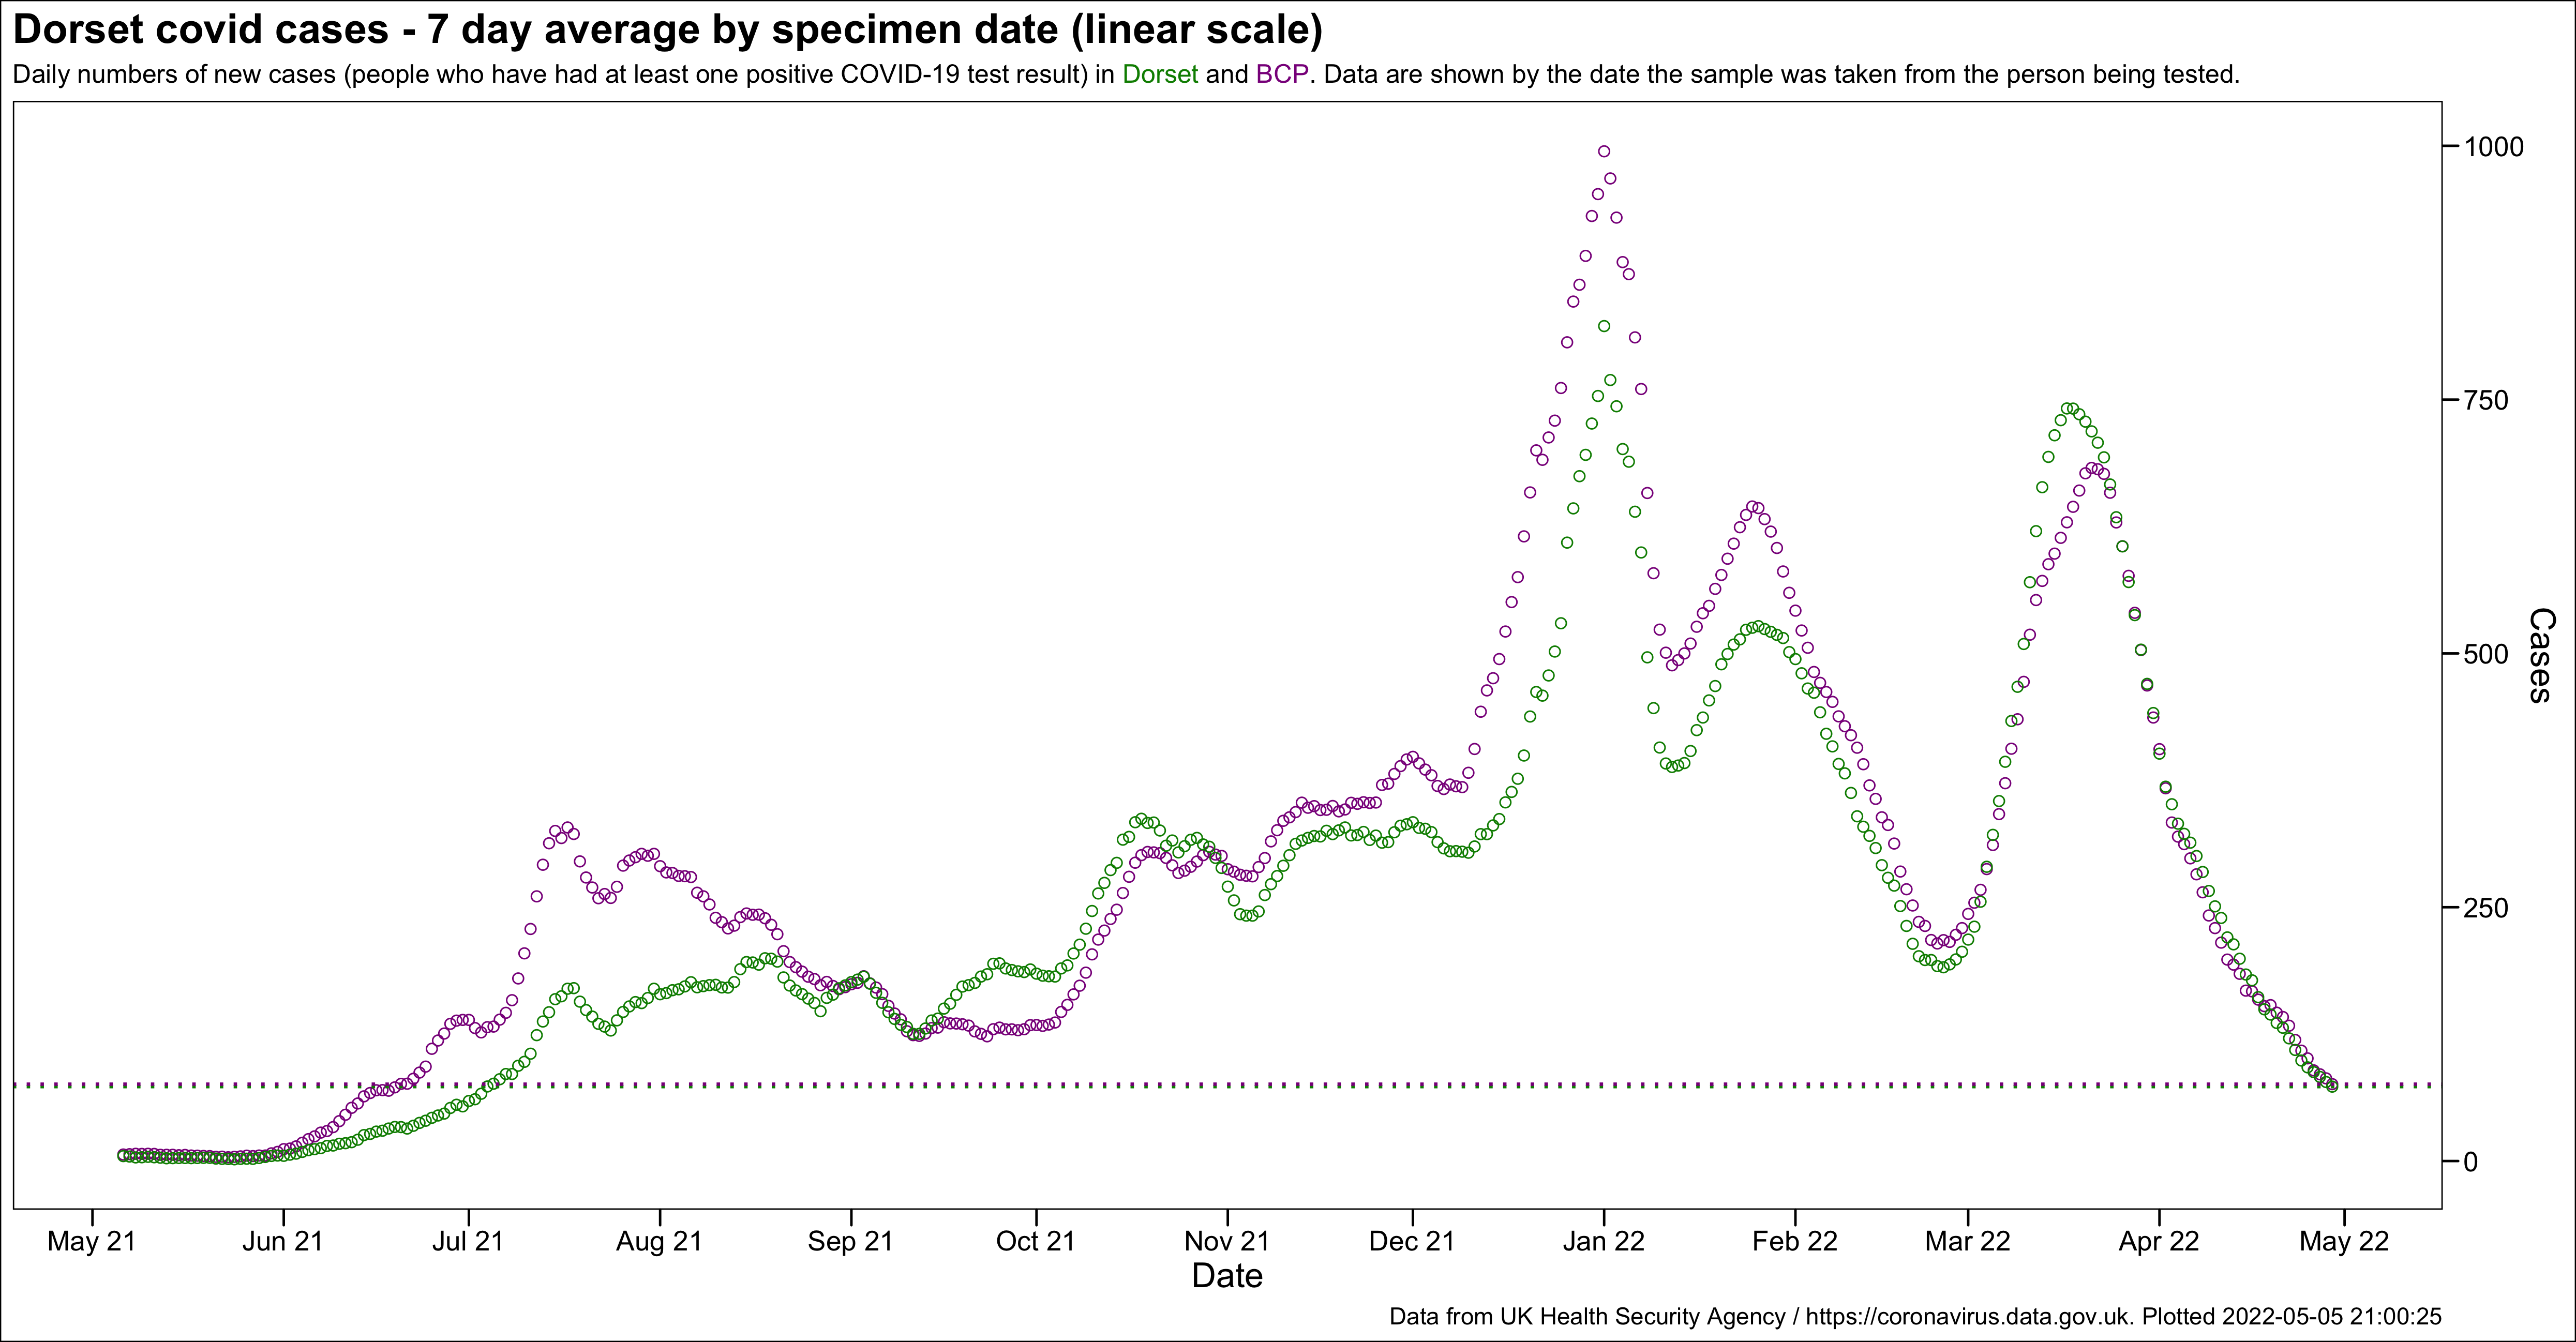 Dorset covid cases - 7 day average by specimen date (linear scale)
Daily numbers of new cases (people who have had at least one positive COVID-19 test result) in Dorset and BCP. Data are shown by the date the sample was taken from the person being tested.
1000
750
500
250
0
Cases
May 21 Jun 21 Jul 21 Aug 21 Sep 21 Oct 21 Nov 21 Dec 21 Jan 22 Feb 22 Mar 22 Apr 22 May 22
Date
Data from UK Health Security Agency / https://coronavirus.data.gov.uk. Plotted 2022-05-05 21:00:25